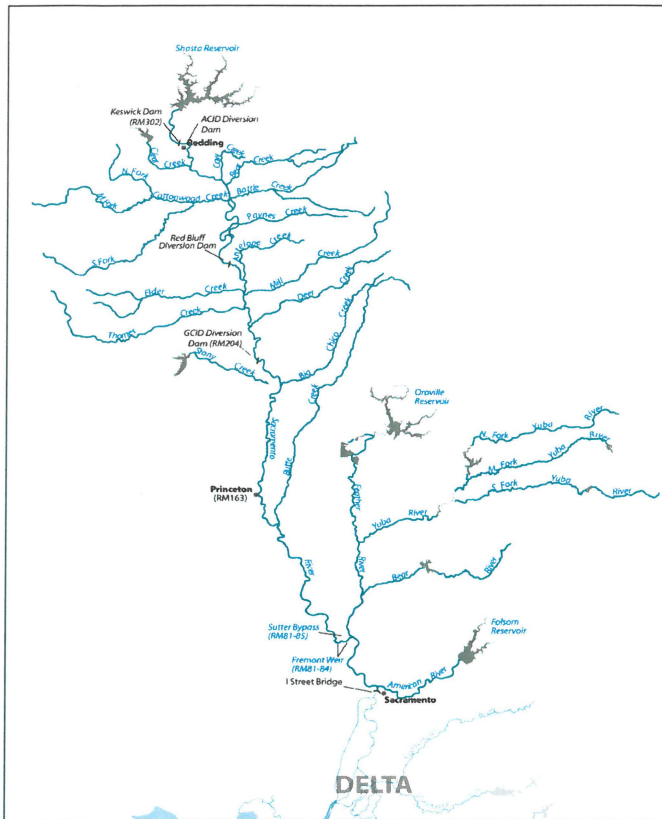 Shasta Reservoir
Keswick Dam
(RM302)
ACID Diversion
Dam
Redding
Clear Creek
Cow Creek
Bear Creek
N. Fork
M.Fork
Cottonwood Creek
Battle Creek
S.Fork
Paynes Creek
Red Bluff
Diversion Dam
Antelope Creek
Elder Creek
Mill Creek
Deer Creek
Thomes Creek
GCID Diversion
Dam (RM204)
Stony Creek
Big Chico Creek
Butte Creek
Oroville
Reservoir
N. Fork Yuba River
M. Fork Yuba River
S. Fork Yuba River
Sacramento River
Princeton
(RM163)
Feather River
Yuba River
Bear River
Sutter Bypass
(RM81-85)
Fremont Weir
(RM81-84)
Folsom
Reservoir
I Street Bridge
American River
Sacramento
DELTA